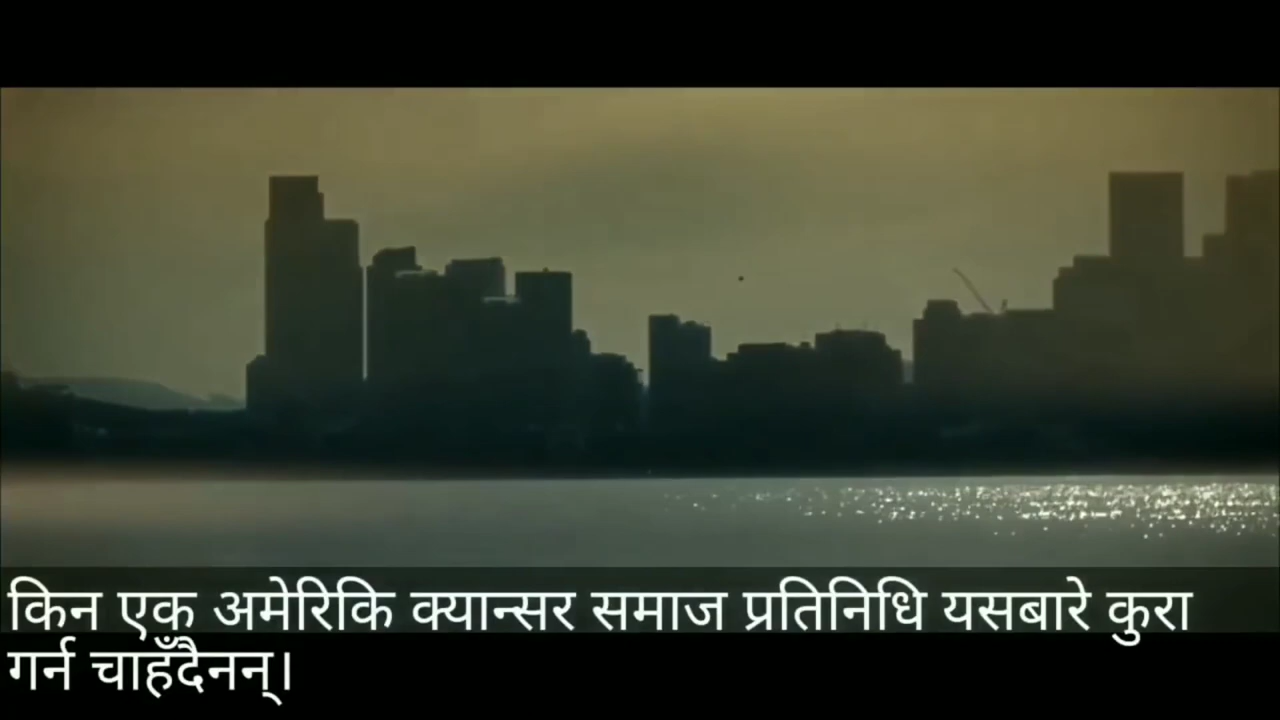 किन एक अमेरिकि क्यान्सर समाज प्रतिनिधि यसबारे कुरा
गर्न चाहँदैनन्।